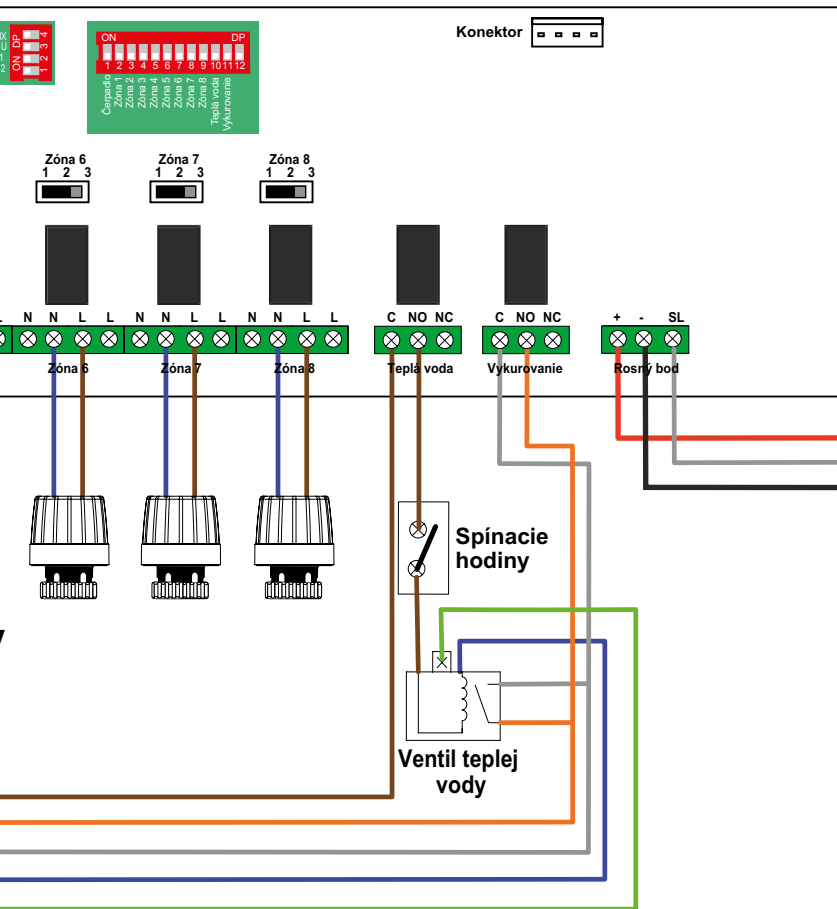 Konektor
ON DP
1 2 3 4
U
1
2
ON DP
1 2 3 4 5 6 7 8 9 10 11 12
Čerpadlo
Zóna 1
Zóna 2
Zóna 3
Zóna 4
Zóna 5
Zóna 6
Zóna 7
Zóna 8
Teplá voda
Vykurovanie
Zóna 6
1 2 3
Zóna 7
1 2 3
Zóna 8
1 2 3
N N L L
N N L L
N N L L
C NO NC
C NO NC
+ - SL
Zóna 6
Zóna 7
Zóna 8
Teplá voda
Vykurovanie
Rosný bod
Spínacie
hodiny
Ventil teplej
vody